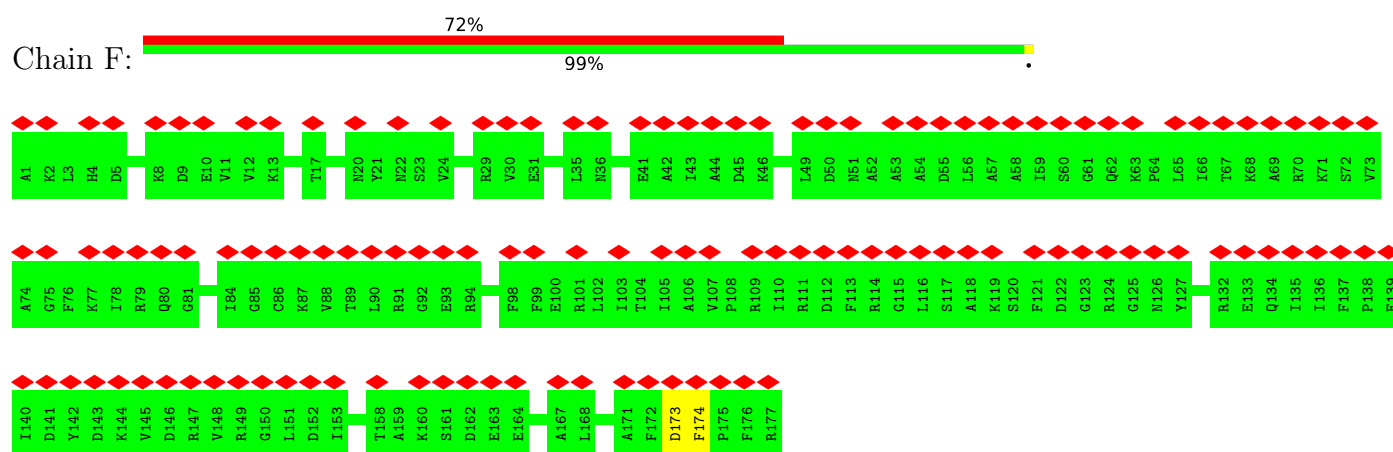 72%
Chain F:
99%
.
A1 K2 L3 H4 D5 K8 D9 E10 V11 V12 K13 T17 N20 Y21 N22 S23 V24 R29 V30 E31 L35 N36 E41 A42 I43 A44 D45 K46 L49 D50 N51 A52 A53 A54 D55 L56 A57 A58 I59 S60 G61 Q62 K63 P64 L65 I66 T67 K68 A69 R70 K71 S72 V73
A74 G75 F76 K77 I78 R79 Q80 G81 I84 G85 C86 K87 V88 T89 L90 R91 G92 E93 R94 F98 F99 E100 R101 L102 I103 T104 I105 A106 V107 P108 R109 I110 R111 D112 F113 R114 G115 L116 S117 A118 K119 S120 F121 D122 G123 R124 G125 N126 Y127 R132 E133 Q134 I135 I136 F137 P138 E139
I140 D141 Y142 D143 K144 V145 D146 R147 V148 R149 G150 L151 D152 I153 T158 A159 K160 S161 D162 E163 E164 A167 L168 A171 F172 D173 F174 P175 F176 R177